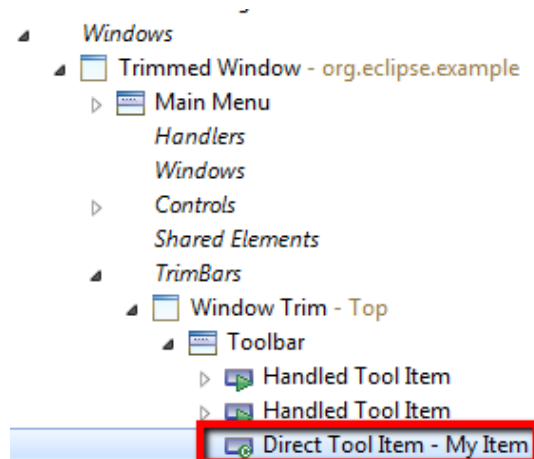 Windows
Trimmed Window - org.eclipse.example
Main Menu
Handlers
Windows
Controls
Shared Elements
TrimBars
Window Trim - Top
Toolbar
Handled Tool Item
Handled Tool Item
Direct Tool Item - My Item